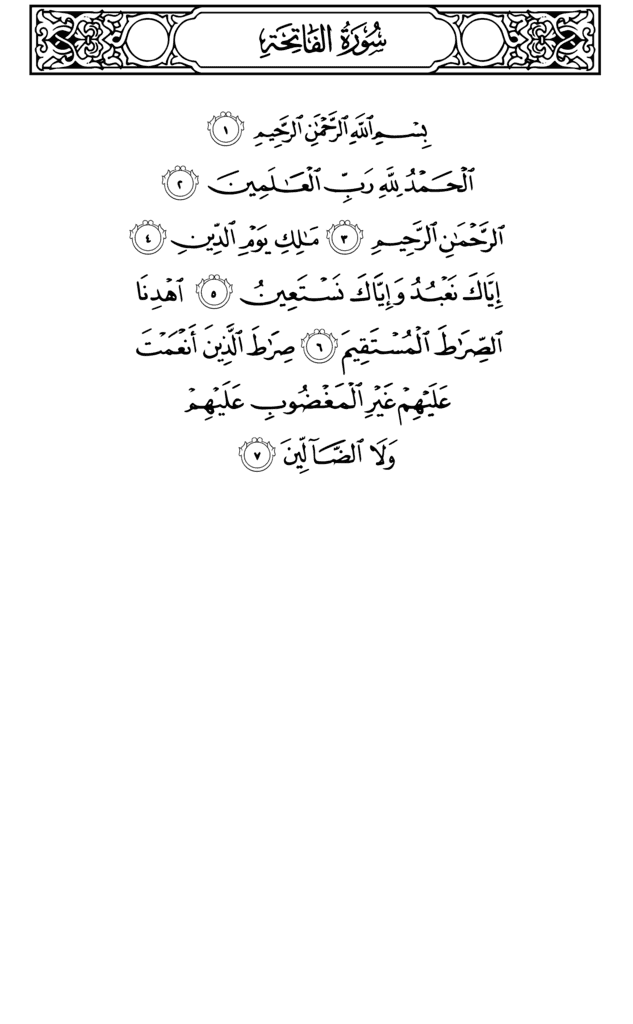 سُورَةُ الفَاتِحَةِ
بِسۡمِ ٱللَّهِ ٱلرَّحۡمَٰنِ ٱلرَّحِيمِ ١
ٱلۡحَمۡدُ لِلَّهِ رَبِّ ٱلۡعَٰلَمِينَ ٢
ٱلرَّحۡمَٰنِ ٱلرَّحِيمِ ٣ مَٰلِكِ يَوۡمِ ٱلدِّينِ ٤
إِيَّاكَ نَعۡبُدُ وَإِيَّاكَ نَسۡتَعِينُ ٥ ٱهۡدِنَا
ٱلصِّرَٰطَ ٱلۡمُسۡتَقِيمَ ٦ صِرَٰطَ ٱلَّذِينَ أَنۡعَمۡتَ
عَلَيۡهِمۡ غَيۡرِ ٱلۡمَغۡضُوبِ عَلَيۡهِمۡ
وَلَا ٱلضَّآلِّينَ ٧